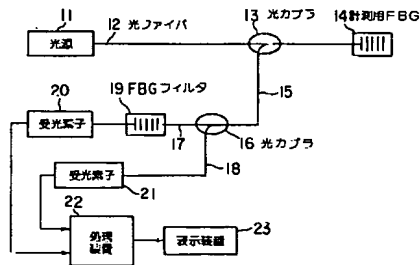 11
光源
12 光ファイバ
13 光カプラ
14 計測用FBG
15
20
受光素子
19 FBGフィルタ
17
16 光カプラ
18
受光素子
21
22
処理
装置
表示装置
23